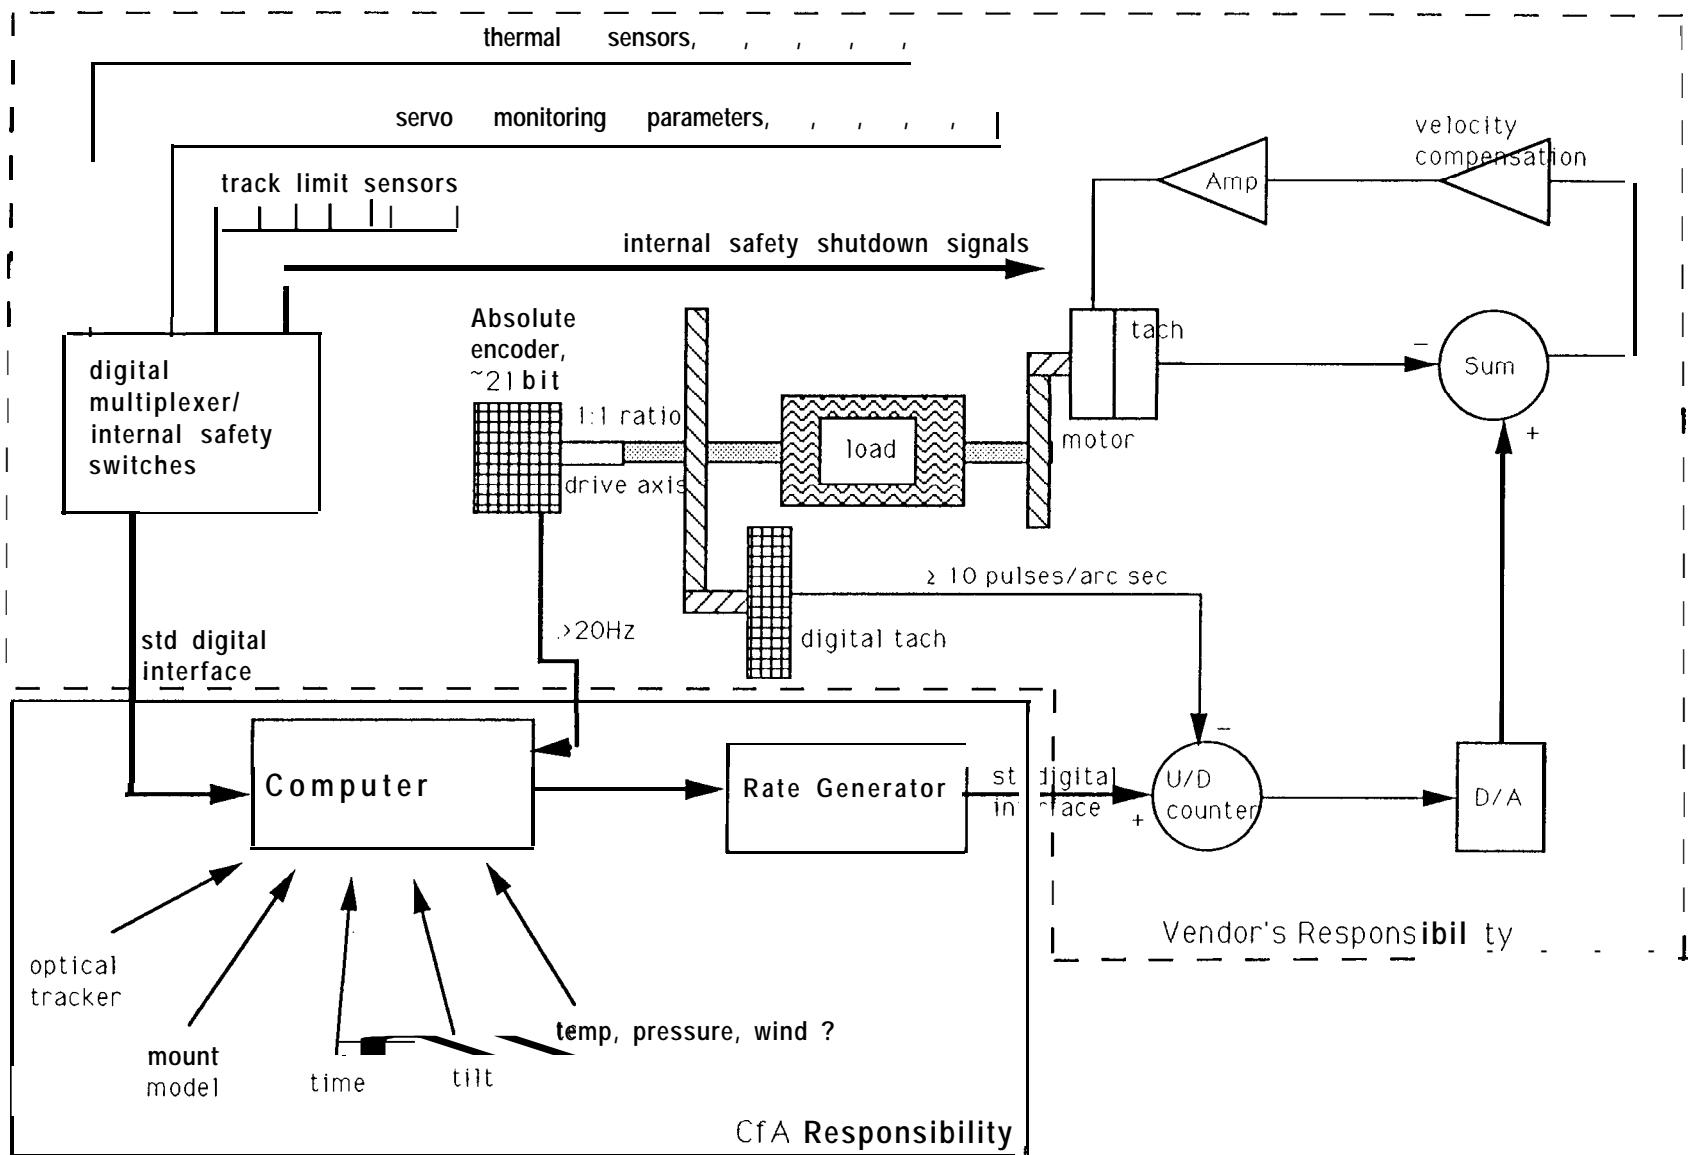 thermal sensors, , , , ,
servo monitoring parameters, , , , ,
track limit sensors
internal safety shutdown signals
velocity
compensation
Amp
tach
Sum
−
+
motor
Absolute
encoder,
~21 bit
1:1 ratio
drive axis
load
digital
multiplexer/
internal safety
switches
≥ 10 pulses/arc sec
digital tach
>20Hz
std digital
interface
Computer
Rate Generator
std digital
interface
−
+
U/D
counter
D/A
Vendor's Responsibility
optical
tracker
mount
model
time
tilt
temp, pressure, wind ?
CfA Responsibility